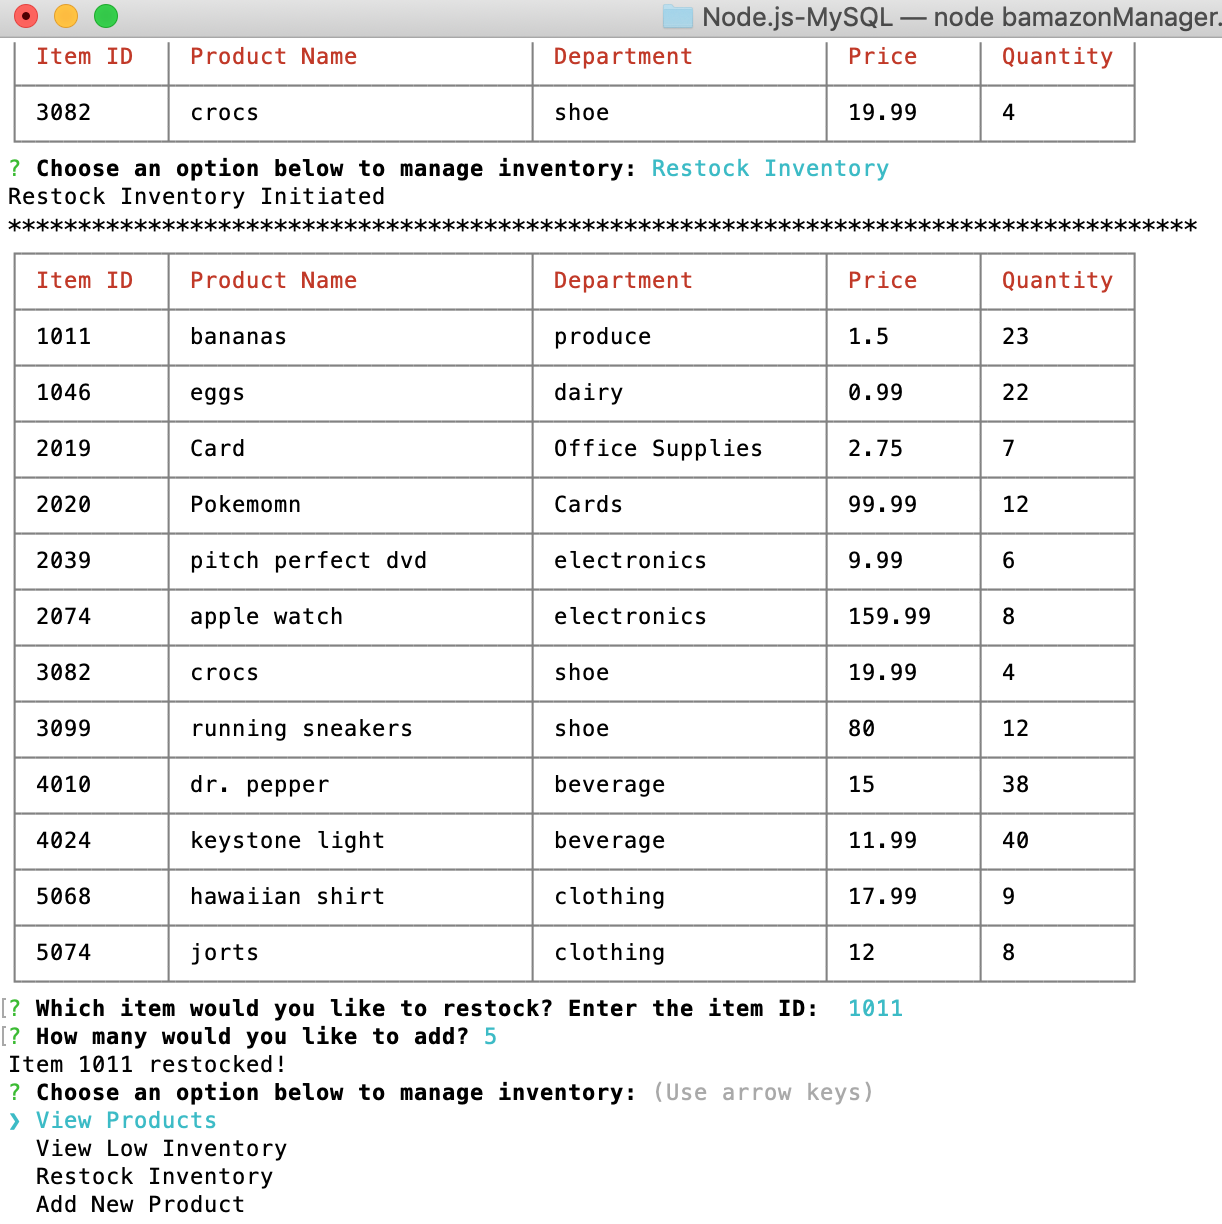 Node.js-MySQL — node bamazonManager.
Item ID Product Name Department Price Quantity
3082 crocs shoe 19.99 4
? Choose an option below to manage inventory: Restock Inventory
Restock Inventory Initiated
*************************************************************************************
Item ID Product Name Department Price Quantity
1011 bananas produce 1.5 23
1046 eggs dairy 0.99 22
2019 Card Office Supplies 2.75 7
2020 Pokemomn Cards 99.99 12
2039 pitch perfect dvd electronics 9.99 6
2074 apple watch electronics 159.99 8
3082 crocs shoe 19.99 4
3099 running sneakers shoe 80 12
4010 dr. pepper beverage 15 38
4024 keystone light beverage 11.99 40
5068 hawaiian shirt clothing 17.99 9
5074 jorts clothing 12 8
[? Which item would you like to restock? Enter the item ID: 1011
[? How many would you like to add? 5
Item 1011 restocked!
? Choose an option below to manage inventory: (Use arrow keys)
❯ View Products
View Low Inventory
Restock Inventory
Add New Product